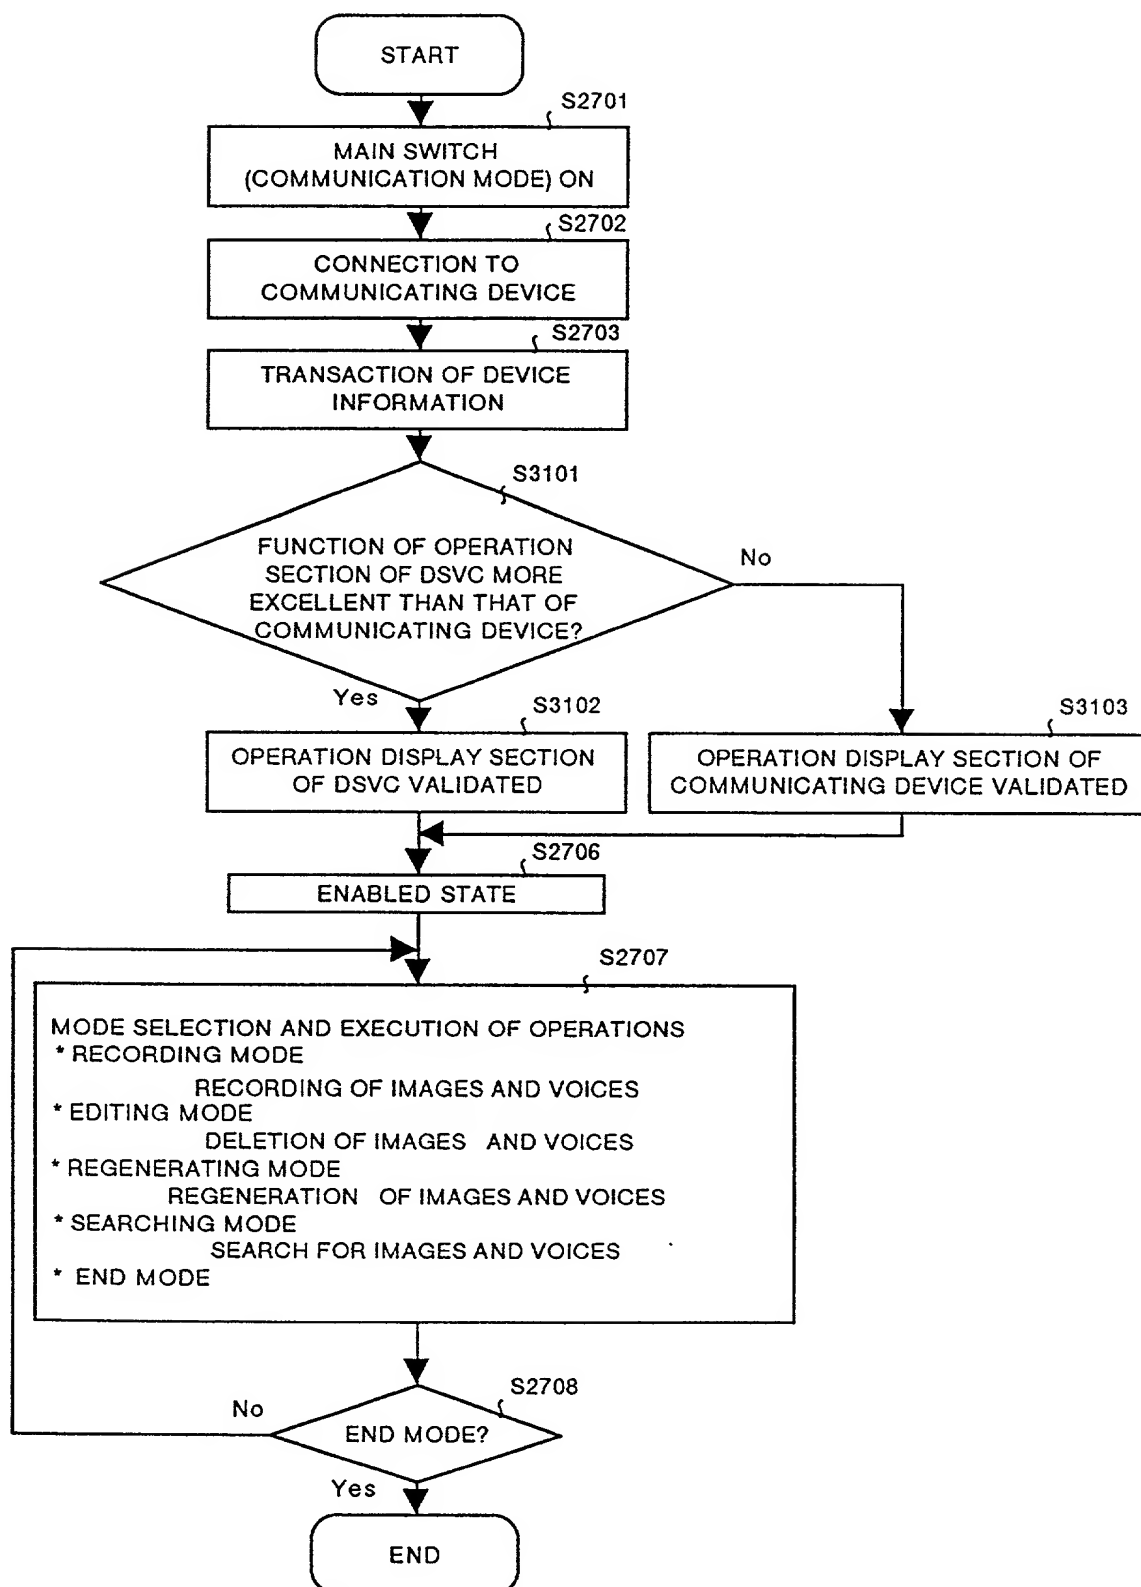 START
S2701
MAIN SWITCH
(COMMUNICATION MODE) ON
S2702
CONNECTION TO
COMMUNICATING DEVICE
S2703
TRANSACTION OF DEVICE
INFORMATION
S3101
FUNCTION OF OPERATION
SECTION OF DSVC MORE
EXCELLENT THAN THAT OF
COMMUNICATING DEVICE?
No
Yes
S3102
OPERATION DISPLAY SECTION
OF DSVC VALIDATED
S3103
OPERATION DISPLAY SECTION OF
COMMUNICATING DEVICE VALIDATED
S2706
ENABLED STATE
S2707
MODE SELECTION AND EXECUTION OF OPERATIONS
* RECORDING MODE
RECORDING OF IMAGES AND VOICES
* EDITING MODE
DELETION OF IMAGES AND VOICES
* REGENERATING MODE
REGENERATION OF IMAGES AND VOICES
* SEARCHING MODE
SEARCH FOR IMAGES AND VOICES
* END MODE
S2708
No
END MODE?
Yes
END